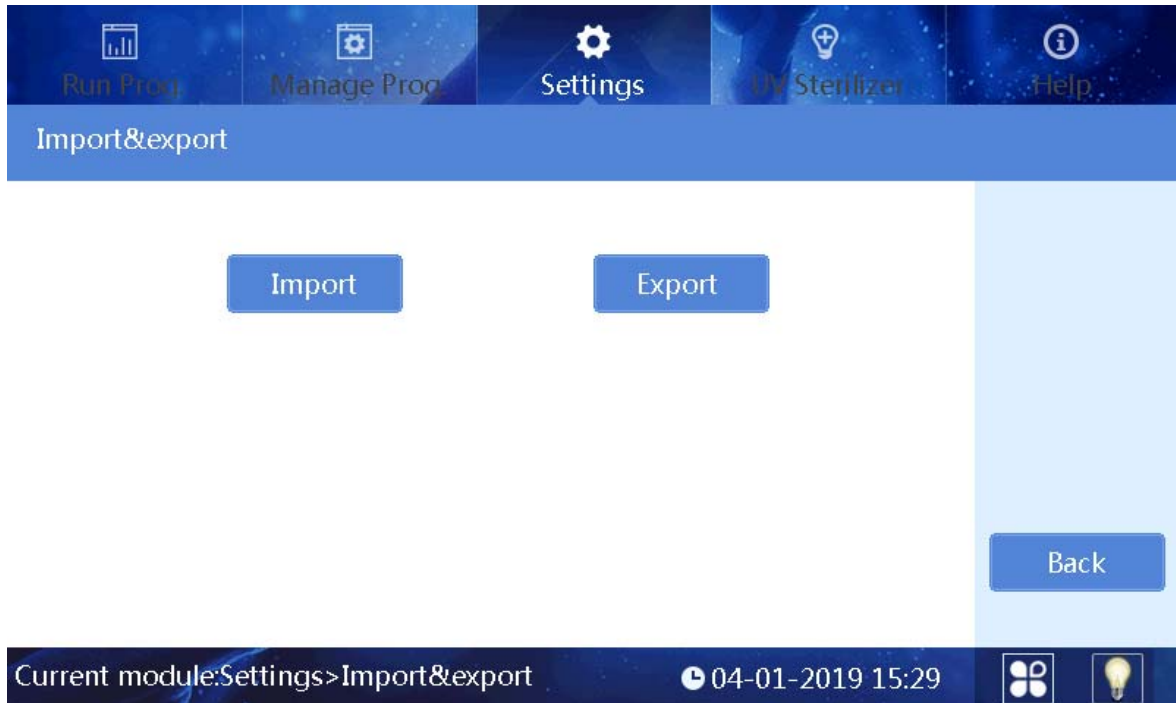 Run Prog.
Manage Prog.
Settings
UV Sterilizer
Help
Import&export
Import
Export
Back
Current module:Settings>Import&export
04-01-2019 15:29